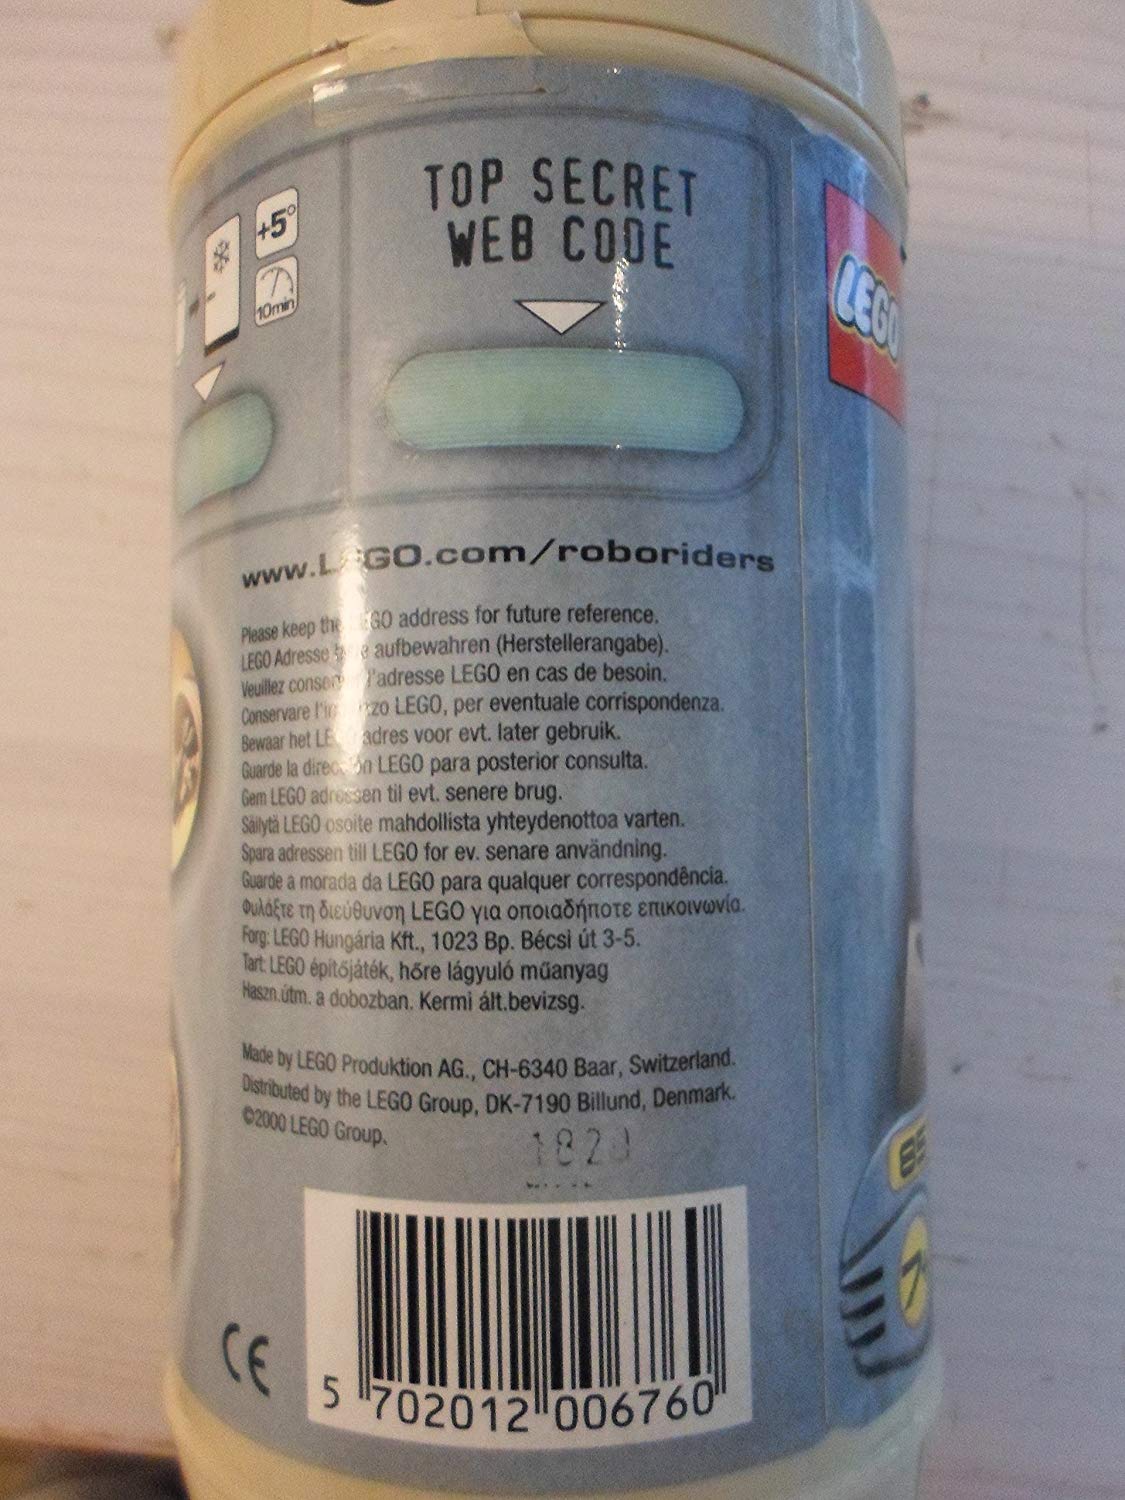 +5°
10min
TOP SECRET
WEB CODE
LEGO
www.LEGO.com/roboriders
Please keep the LEGO address for future reference.
LEGO Adresse aufbewahren (Herstellerangabe).
Veuillez conserver l'adresse LEGO en cas de besoin.
Conservare l'indirizzo LEGO, per eventuale corrispondenza.
Bewaar het LEGO adres voor evt. later gebruik.
Guarde la dirección LEGO para posterior consulta.
Gem LEGO adressen til evt. senere brug.
Säilytä LEGO osoite mahdollista yhteydenottoa varten.
Spara adressen till LEGO for ev. senare användning.
Guarde a morada da LEGO para qualquer correspondência.
Φυλάξτε τη διεύθυνση LEGO για οποιαδήποτε επικοινωνία.
Forg: LEGO Hungária Kft., 1023 Bp. Bécsi út 3-5.
Tart: LEGO építőjáték, hőre lágyuló műanyag
Haszn.útm. a dobozban. Kermi ált.bevizsg.
Made by LEGO Produktion AG., CH-6340 Baar, Switzerland.
Distributed by the LEGO Group, DK-7190 Billund, Denmark.
©2000 LEGO Group.
CE
5 702012 006760